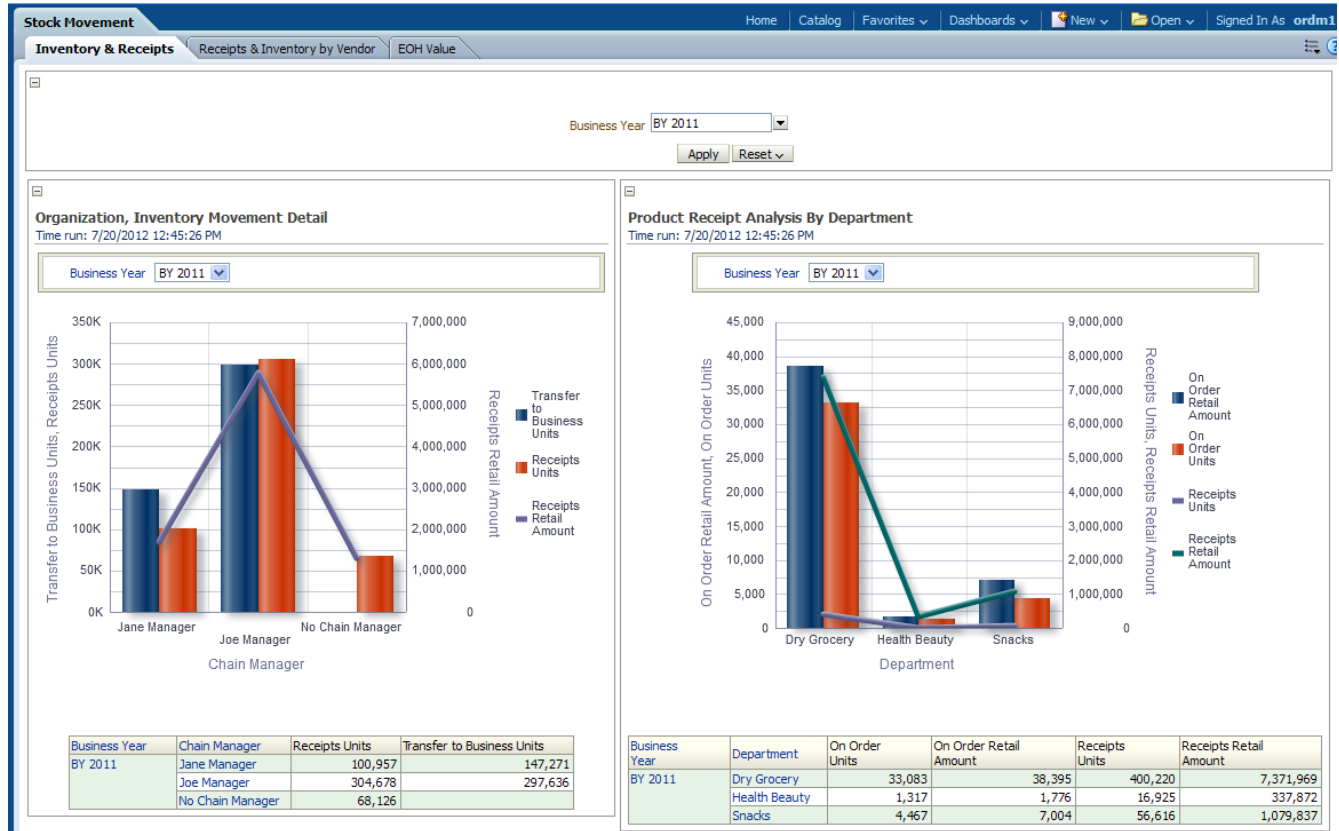 Stock Movement
Home Catalog Favorites Dashboards New Open Signed In As ordm1
Inventory & Receipts Receipts & Inventory by Vendor EOH Value
Business Year BY 2011
Apply Reset
Organization, Inventory Movement Detail
Time run: 7/20/2012 12:45:26 PM
Business Year BY 2011
350K
300K
250K
200K
150K
100K
50K
0K
Transfer to Business Units, Receipts Units
7,000,000
6,000,000
5,000,000
4,000,000
3,000,000
2,000,000
1,000,000
0
Receipts Retail Amount
Transfer
to
Business
Units
Receipts
Units
Receipts
Retail
Amount
Jane Manager Joe Manager No Chain Manager
Chain Manager
Business Year Chain Manager Receipts Units Transfer to Business Units
BY 2011 Jane Manager 100,957 147,271
Joe Manager 304,678 297,636
No Chain Manager 68,126
Product Receipt Analysis By Department
Time run: 7/20/2012 12:45:26 PM
Business Year BY 2011
45,000
40,000
35,000
30,000
25,000
20,000
15,000
10,000
5,000
0
On Order Retail Amount, On Order Units
9,000,000
8,000,000
7,000,000
6,000,000
5,000,000
4,000,000
3,000,000
2,000,000
1,000,000
0
Receipts Units, Receipts Retail Amount
On
Order
Retail
Amount
On
Order
Units
Receipts
Units
Receipts
Retail
Amount
Dry Grocery Health Beauty Snacks
Department
Business Year Department On Order Units On Order Retail Amount Receipts Units Receipts Retail Amount
BY 2011 Dry Grocery 33,083 38,395 400,220 7,371,969
Health Beauty 1,317 1,776 16,925 337,872
Snacks 4,467 7,004 56,616 1,079,837